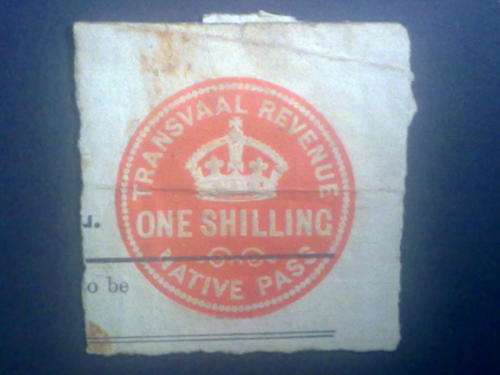 TRANSVAAL REVENUE
ONE SHILLING
NATIVE PASS
o be